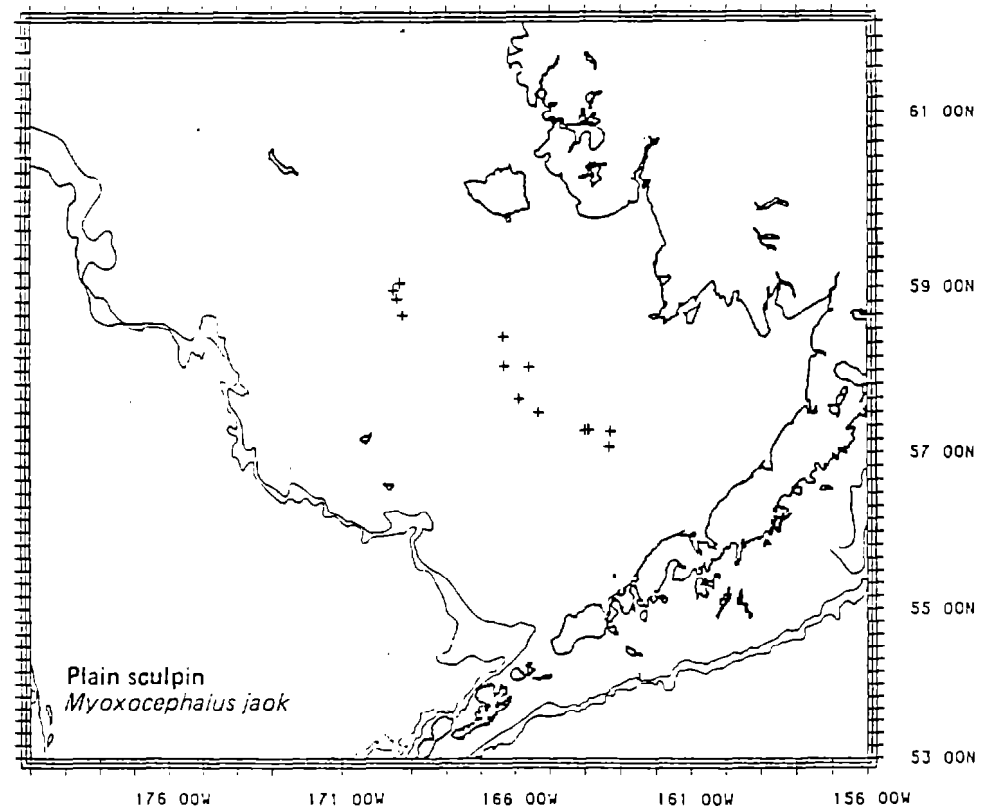 61 00N
59 00N
57 00N
55 00N
Plain sculpin
Myoxocephalus jaok
53 00N
176 00W 171 00W 166 00W 161 00W 156 00W